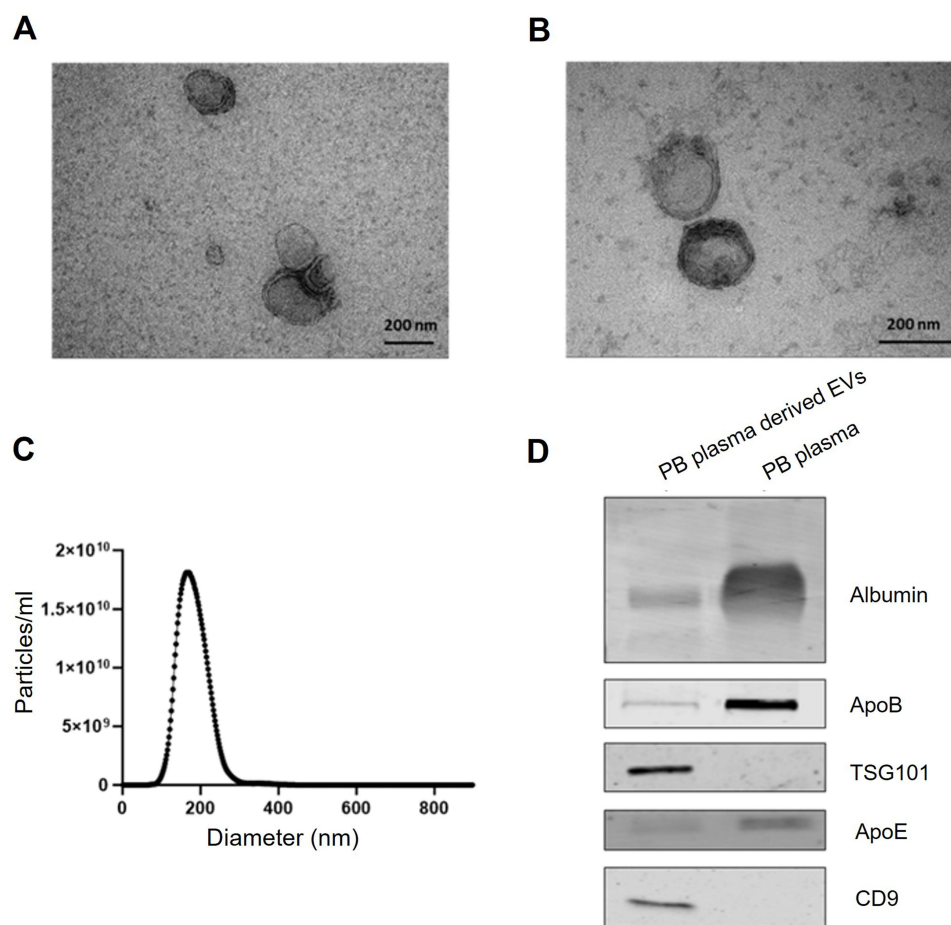 A
B
200 nm
200 nm
C
D
PB plasma derived EVs
PB plasma
2×10¹⁰
1.5×10¹⁰
1×10¹⁰
5×10⁹
0
0
200
400
600
800
Particles/ml
Diameter (nm)
Albumin
ApoB
TSG101
ApoE
CD9